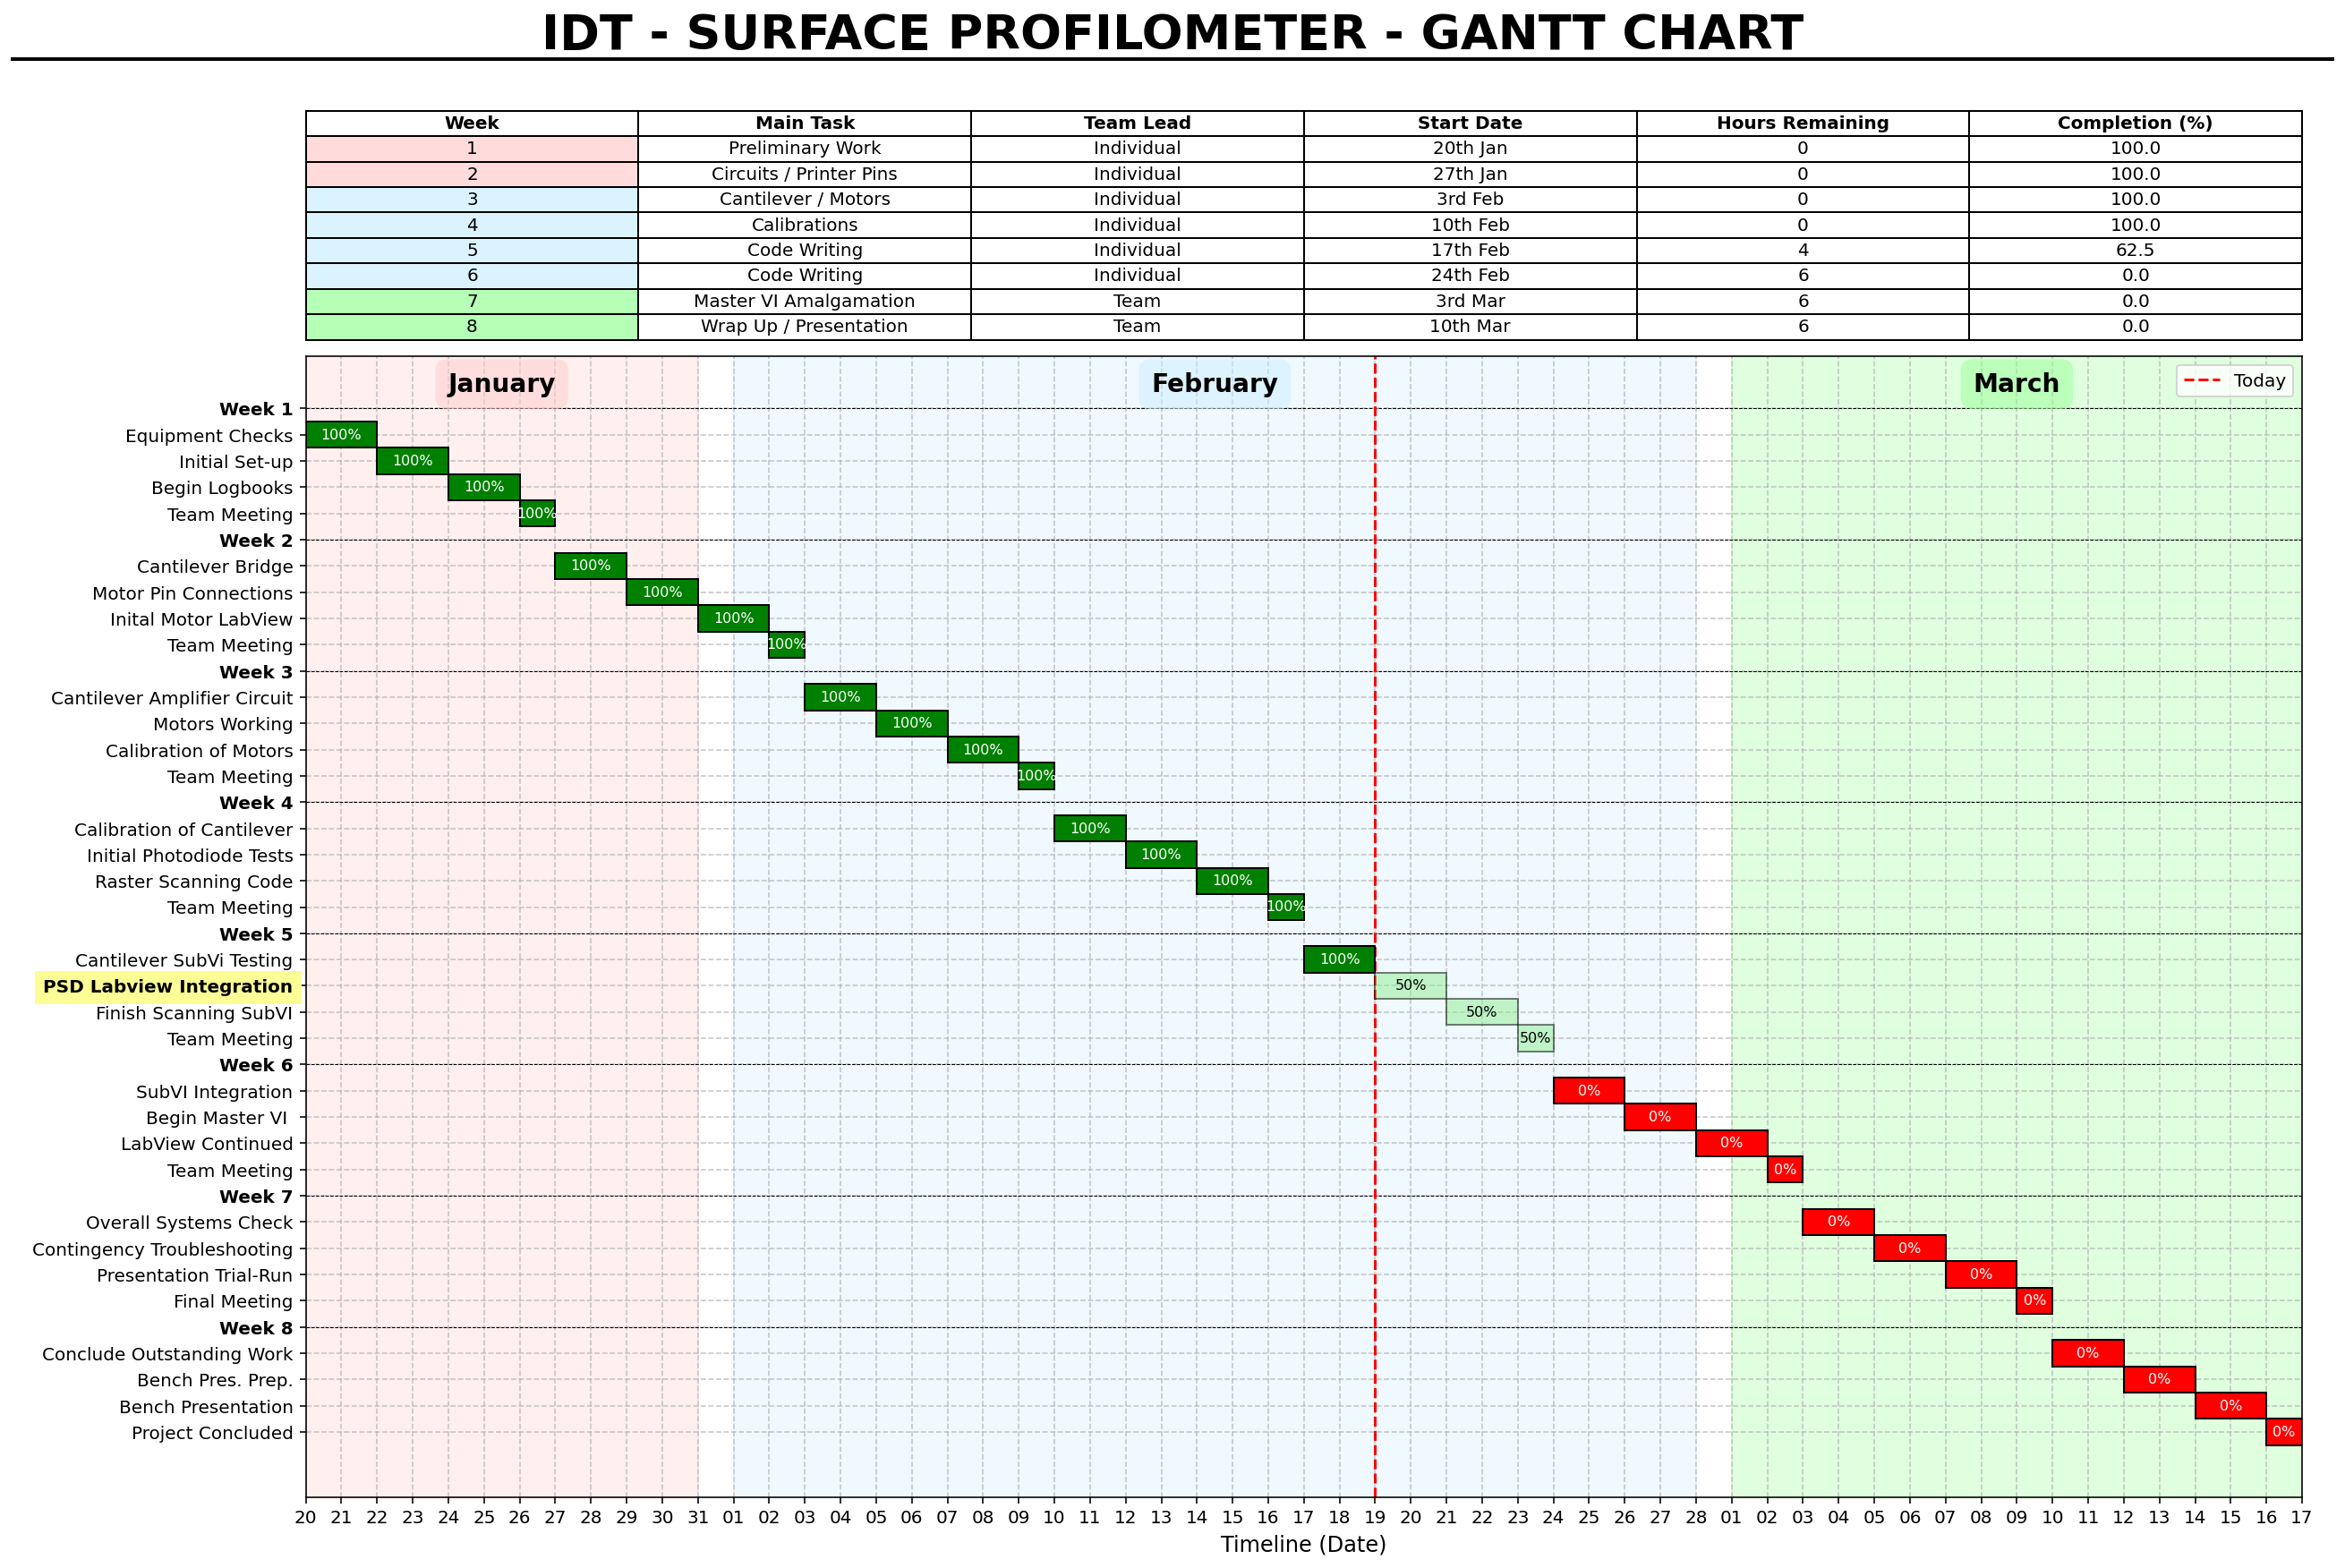 IDT - SURFACE PROFILOMETER - GANTT CHART
Week Main Task Team Lead Start Date Hours Remaining Completion (%)
1 Preliminary Work Individual 20th Jan 0 100.0
2 Circuits / Printer Pins Individual 27th Jan 0 100.0
3 Cantilever / Motors Individual 3rd Feb 0 100.0
4 Calibrations Individual 10th Feb 0 100.0
5 Code Writing Individual 17th Feb 4 62.5
6 Code Writing Individual 24th Feb 6 0.0
7 Master VI Amalgamation Team 3rd Mar 6 0.0
8 Wrap Up / Presentation Team 10th Mar 6 0.0
January February March Today
Week 1
Equipment Checks 100%
Initial Set-up 100%
Begin Logbooks 100%
Team Meeting 100%
Week 2
Cantilever Bridge 100%
Motor Pin Connections 100%
Inital Motor LabView 100%
Team Meeting 100%
Week 3
Cantilever Amplifier Circuit 100%
Motors Working 100%
Calibration of Motors 100%
Team Meeting 100%
Week 4
Calibration of Cantilever 100%
Initial Photodiode Tests 100%
Raster Scanning Code 100%
Team Meeting 100%
Week 5
Cantilever SubVi Testing 100%
PSD Labview Integration 50%
Finish Scanning SubVI 50%
Team Meeting 50%
Week 6
SubVI Integration 0%
Begin Master VI 0%
LabView Continued 0%
Team Meeting 0%
Week 7
Overall Systems Check 0%
Contingency Troubleshooting 0%
Presentation Trial-Run 0%
Final Meeting 0%
Week 8
Conclude Outstanding Work 0%
Bench Pres. Prep. 0%
Bench Presentation 0%
Project Concluded 0%
20 21 22 23 24 25 26 27 28 29 30 31 01 02 03 04 05 06 07 08 09 10 11 12 13 14 15 16 17 18 19 20 21 22 23 24 25 26 27 28 01 02 03 04 05 06 07 08 09 10 11 12 13 14 15 16 17
Timeline (Date)